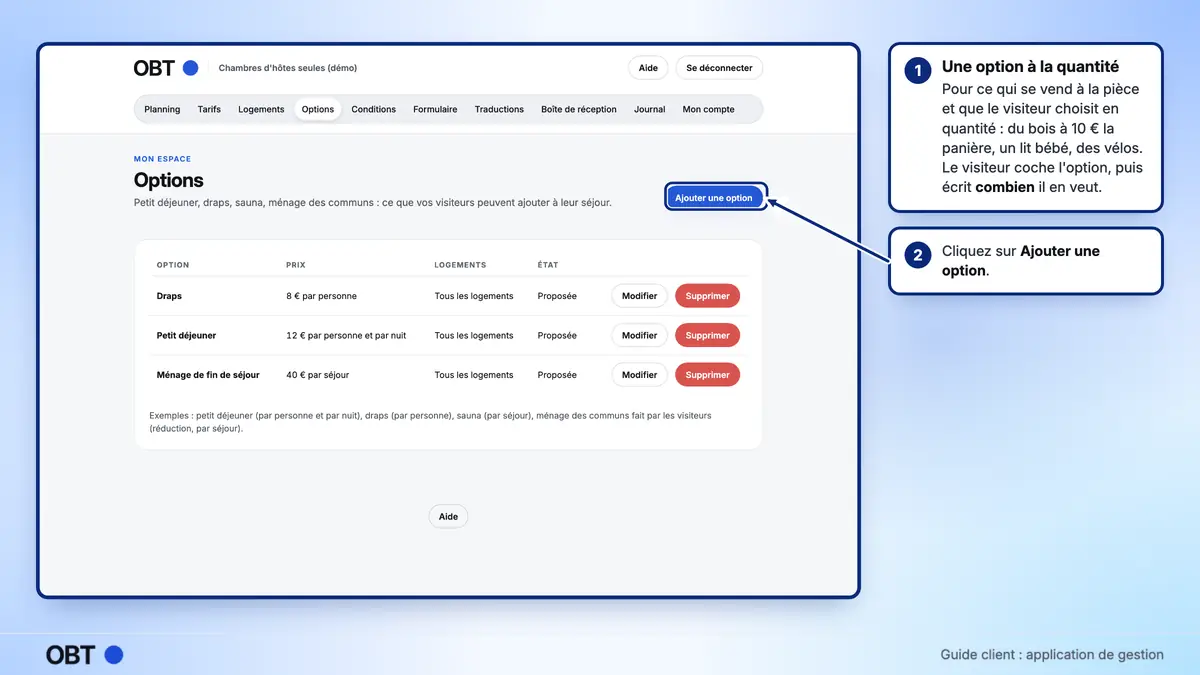 OBT
Chambres d'hôtes seules (démo)
Aide
Se déconnecter
Planning
Tarifs
Logements
Options
Conditions
Formulaire
Traductions
Boîte de réception
Journal
Mon compte
MON ESPACE
Options
Petit déjeuner, draps, sauna, ménage des communs : ce que vos visiteurs peuvent ajouter à leur séjour.
Ajouter une option
OPTION PRIX LOGEMENTS ÉTAT
Draps 8 € par personne Tous les logements Proposée Modifier Supprimer
Petit déjeuner 12 € par personne et par nuit Tous les logements Proposée Modifier Supprimer
Ménage de fin de séjour 40 € par séjour Tous les logements Proposée Modifier Supprimer
Exemples : petit déjeuner (par personne et par nuit), draps (par personne), sauna (par séjour), ménage des communs fait par les visiteurs
(réduction, par séjour).
Aide
1
Une option à la quantité
Pour ce qui se vend à la pièce
et que le visiteur choisit en
quantité : du bois à 10 € la
panière, un lit bébé, des vélos.
Le visiteur coche l'option, puis
écrit combien il en veut.
2
Cliquez sur Ajouter une
option.
OBT
Guide client : application de gestion